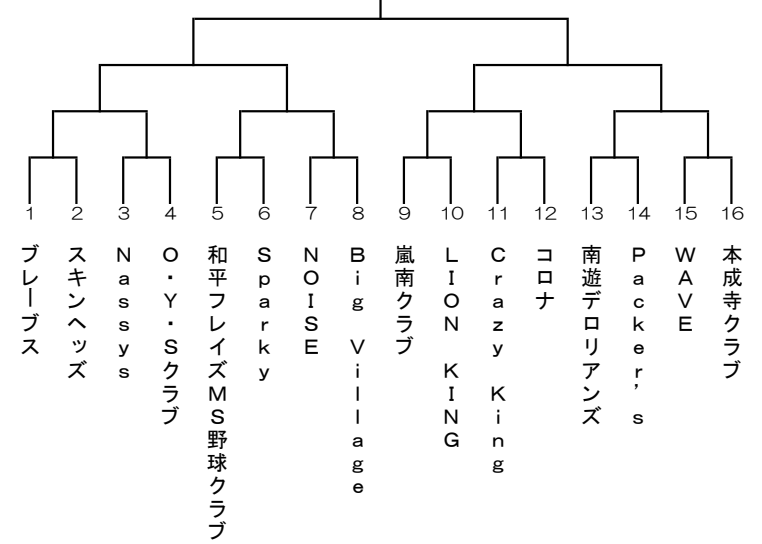 1 2 3 4 5 6 7 8 9 10 11 12 13 14 15 16
ブレーブス
スキンヘッズ
Nassys
O・Y・Sクラブ
和平フレイズMS野球クラブ
Sparky
NOISE
Big Village
嵐南クラブ
LION KING
Crazy King
コロナ
南遊デロリアンズ
Packer's
WAVE
本成寺クラブ